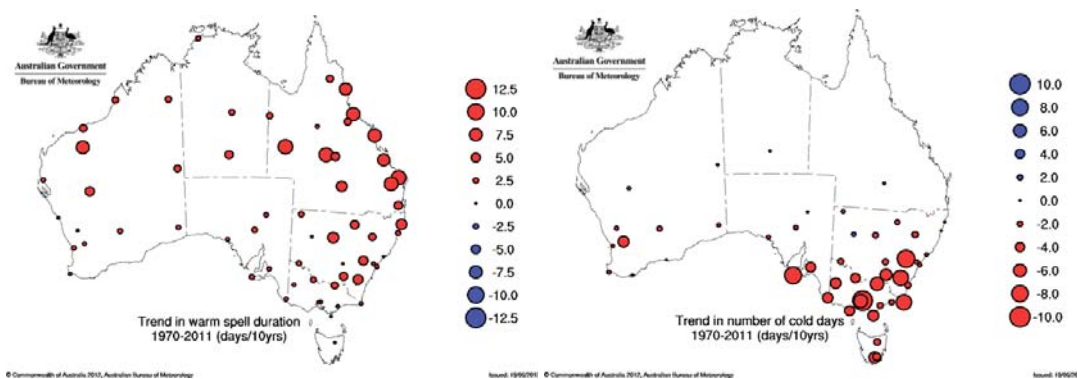 Australian Government
Bureau of Meteorology
12.5
10.0
7.5
5.0
2.5
0.0
-2.5
-5.0
-7.5
-10.0
-12.5
Trend in warm spell duration
1970-2011 (days/10yrs)
© Commonwealth of Australia 2012, Australian Bureau of Meteorology
Issued:
Australian Government
Bureau of Meteorology
10.0
8.0
6.0
4.0
2.0
0.0
-2.0
-4.0
-6.0
-8.0
-10.0
Trend in number of cold days
1970-2011 (days/10yrs)
© Commonwealth of Australia 2012, Australian Bureau of Meteorology
Issued: